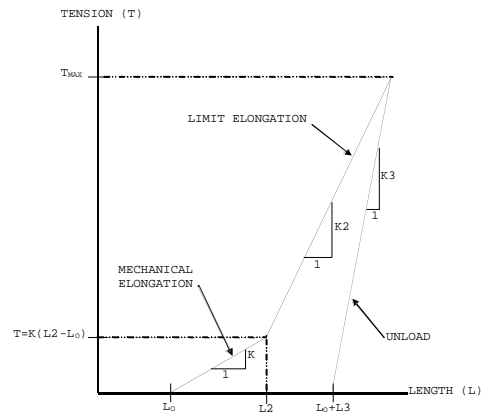 TENSION (T)
TMAX
LIMIT ELONGATION
K3
1
K2
1
MECHANICAL
ELONGATION
T=K(L2-L0)
K
1
UNLOAD
LENGTH (L)
L0
L2
L0+L3